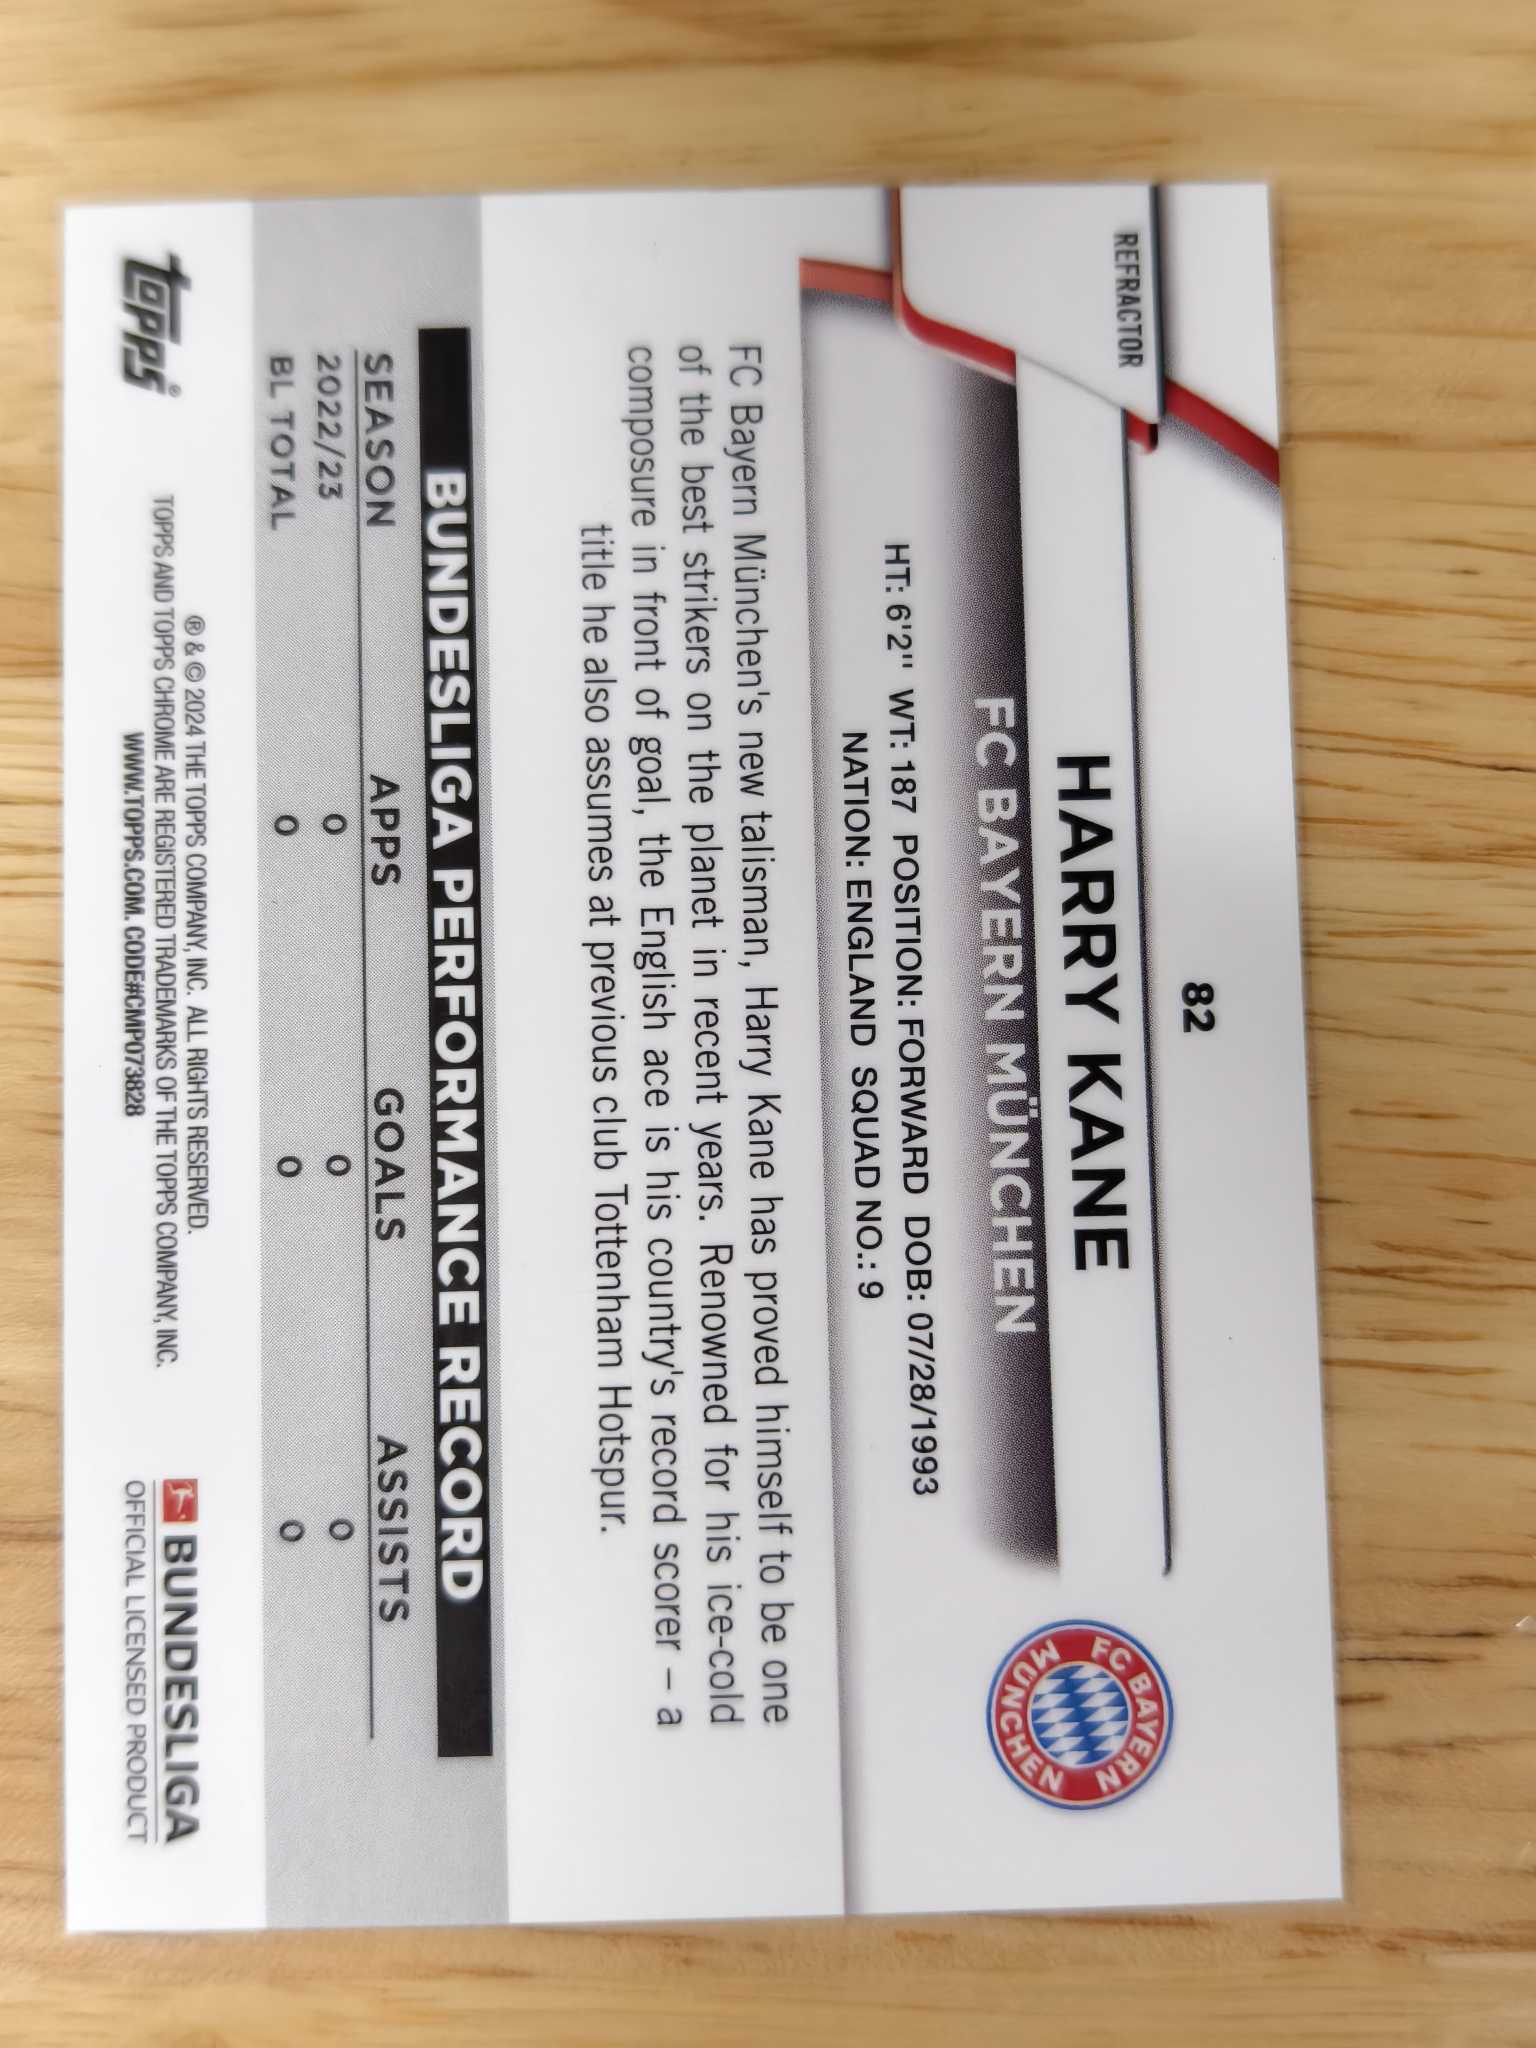 REFRACTOR
82
HARRY KANE
FC BAYERN MÜNCHEN
FC BAYERN
MÜNCHEN
HT: 6'2" WT: 187 POSITION: FORWARD DOB: 07/28/1993
NATION: ENGLAND SQUAD NO.: 9
FC Bayern München's new talisman, Harry Kane has proved himself to be one
of the best strikers on the planet in recent years. Renowned for his ice-cold
composure in front of goal, the English ace is his country's record scorer – a
title he also assumes at previous club Tottenham Hotspur.
BUNDESLIGA PERFORMANCE RECORD
SEASON APPS GOALS ASSISTS
2022/23 0 0 0
BL TOTAL 0 0 0
topps®
® & © 2024 THE TOPPS COMPANY, INC. ALL RIGHTS RESERVED.
TOPPS AND TOPPS CHROME ARE REGISTERED TRADEMARKS OF THE TOPPS COMPANY, INC.
WWW.TOPPS.COM. CODE#CMP073828
BUNDESLIGA
OFFICIAL LICENSED PRODUCT